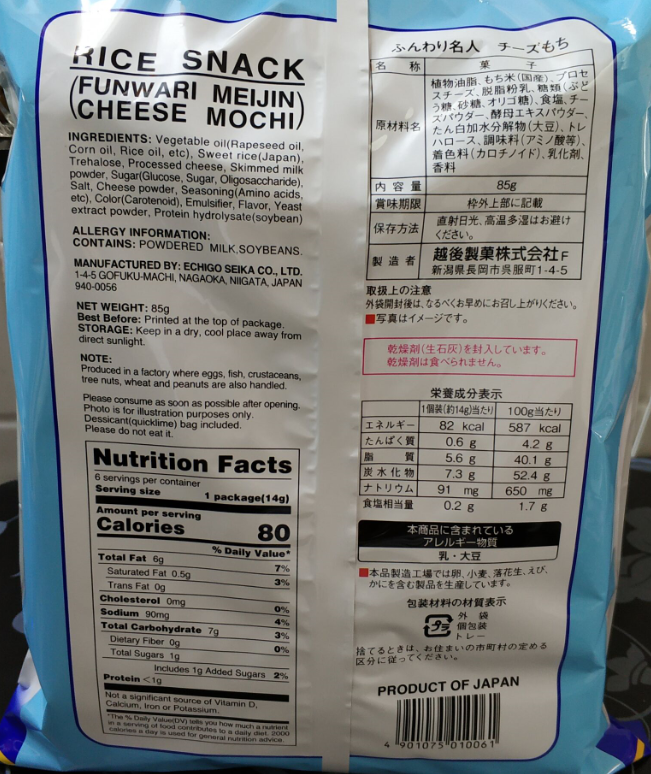 RICE SNACK
(FUNWARI MEIJIN)
(CHEESE MOCHI)
INGREDIENTS: Vegetable oil(Rapeseed oil,
Corn oil, Rice oil, etc), Sweet rice(Japan),
Trehalose, Processed cheese, Skimmed milk
powder, Sugar(Glucose, Sugar, Oligosaccharide),
Salt, Cheese powder, Seasoning(Amino acids,
etc), Color(Carotenoid), Emulsifier, Flavor, Yeast
extract powder, Protein hydrolysate(soybean)
ALLERGY INFORMATION:
CONTAINS: POWDERED MILK,SOYBEANS.
MANUFACTURED BY: ECHIGO SEIKA CO., LTD.
1-4-5 GOFUKU-MACHI, NAGAOKA, NIIGATA, JAPAN
940-0056
NET WEIGHT: 85g
Best Before: Printed at the top of package.
STORAGE: Keep in a dry, cool place away from
direct sunlight.
NOTE:
Produced in a factory where eggs, fish, crustaceans,
tree nuts, wheat and peanuts are also handled.
Please consume as soon as possible after opening.
Photo is for illustration purposes only.
Dessicant(quicklime) bag included.
Please do not eat it.
Nutrition Facts
6 servings per container
Serving size 1 package(14g)
Amount per serving
Calories 80
% Daily Value*
Total Fat 6g 7%
Saturated Fat 0.5g 3%
Trans Fat 0g
Cholesterol 0mg 0%
Sodium 90mg 4%
Total Carbohydrate 7g 3%
Dietary Fiber 0g 0%
Total Sugars 1g
Includes 1g Added Sugars 2%
Protein <1g
Not a significant source of Vitamin D,
Calcium, Iron or Potassium.
*The % Daily Value(DV) tells you how much a nutrient
in a serving of food contributes to a daily diet. 2000
calories a day is used for general nutrition advice.
ふんわり名人 チーズもち
名称 菓子
原材料名 植物油脂、もち米(国産)、プロセ
スチーズ、脱脂粉乳、糖類(ぶど
う糖、砂糖、オリゴ糖)、食塩、チー
ズパウダー、酵母エキスパウダー、
たん白加水分解物(大豆)、トレ
ハロース、調味料(アミノ酸等)、
着色料(カロチノイド)、乳化剤、
香料
内容量 85g
賞味期限 枠外上部に記載
保存方法 直射日光、高温多湿はお避け
ください。
製造者 越後製菓株式会社F
新潟県長岡市呉服町1-4-5
取扱上の注意
外袋開封後は、なるべくお早めにお召し上がりください。
■写真はイメージです。
乾燥剤(生石灰)を封入しています。
乾燥剤は食べられません。
栄養成分表示
1個装(約14g)当たり 100g当たり
エネルギー 82 kcal 587 kcal
たんぱく質 0.6 g 4.2 g
脂質 5.6 g 40.1 g
炭水化物 7.3 g 52.4 g
ナトリウム 91 mg 650 mg
食塩相当量 0.2 g 1.7 g
本商品に含まれている
アレルギー物質
乳・大豆
■本品製造工場では卵、小麦、落花生、えび、
かにを含む製品を生産しています。
包装材料の材質表示
プラ
外袋
個包装
トレー
捨てるときは、お住まいの市町村の定める
区分に従ってください。
PRODUCT OF JAPAN
4 901075 010061